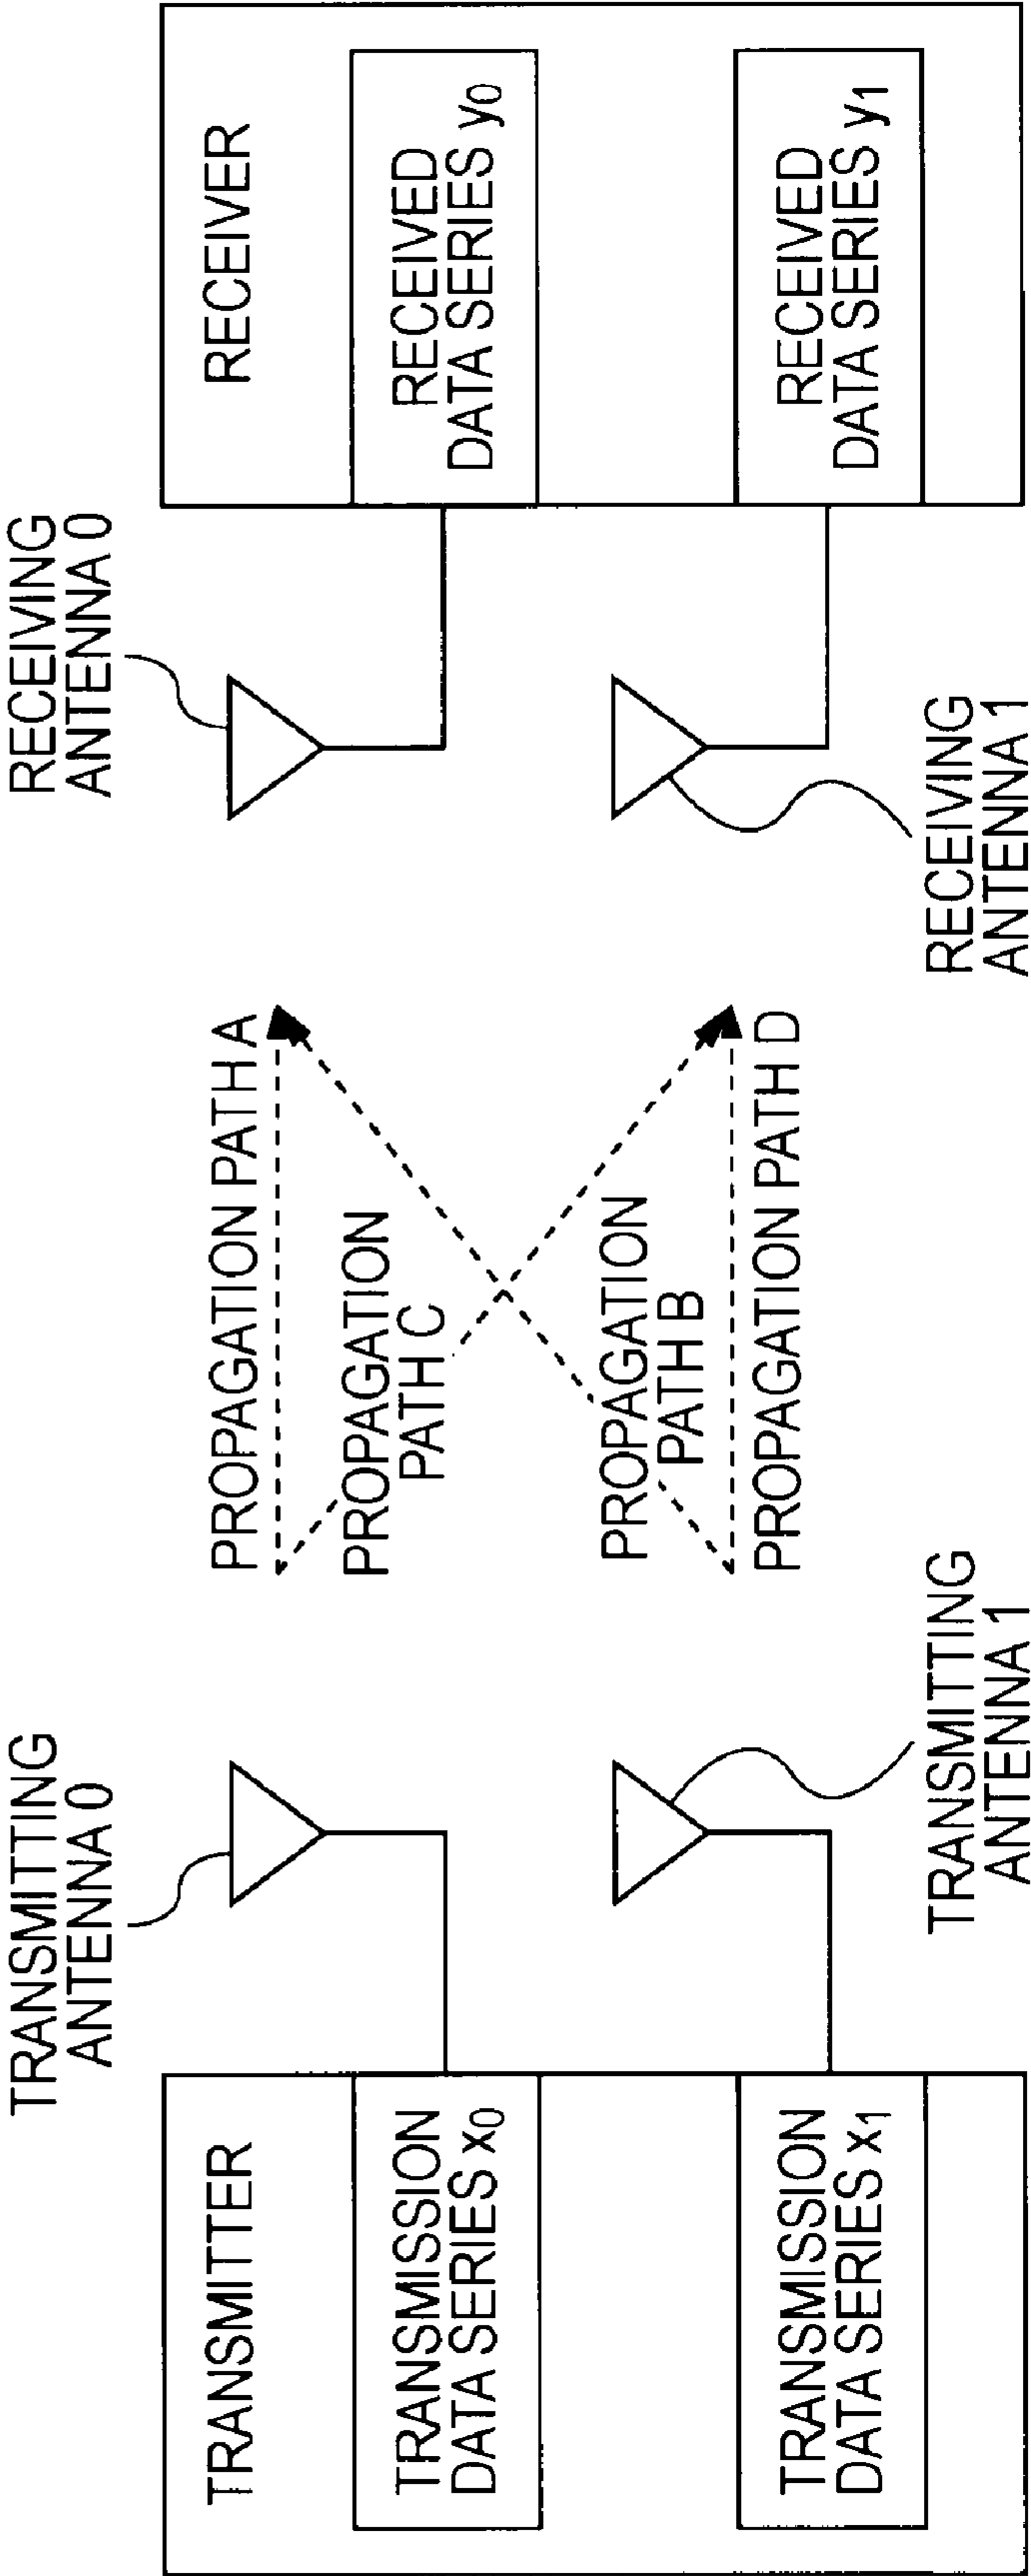 TRANSMITTER
TRANSMISSION
DATA SERIES x0
TRANSMISSION
DATA SERIES x1
TRANSMITTING
ANTENNA 0
TRANSMITTING
ANTENNA 1
PROPAGATION PATH A
PROPAGATION
PATH C
PROPAGATION
PATH B
PROPAGATION PATH D
RECEIVING
ANTENNA 0
RECEIVING
ANTENNA 1
RECEIVER
RECEIVED
DATA SERIES y0
RECEIVED
DATA SERIES y1